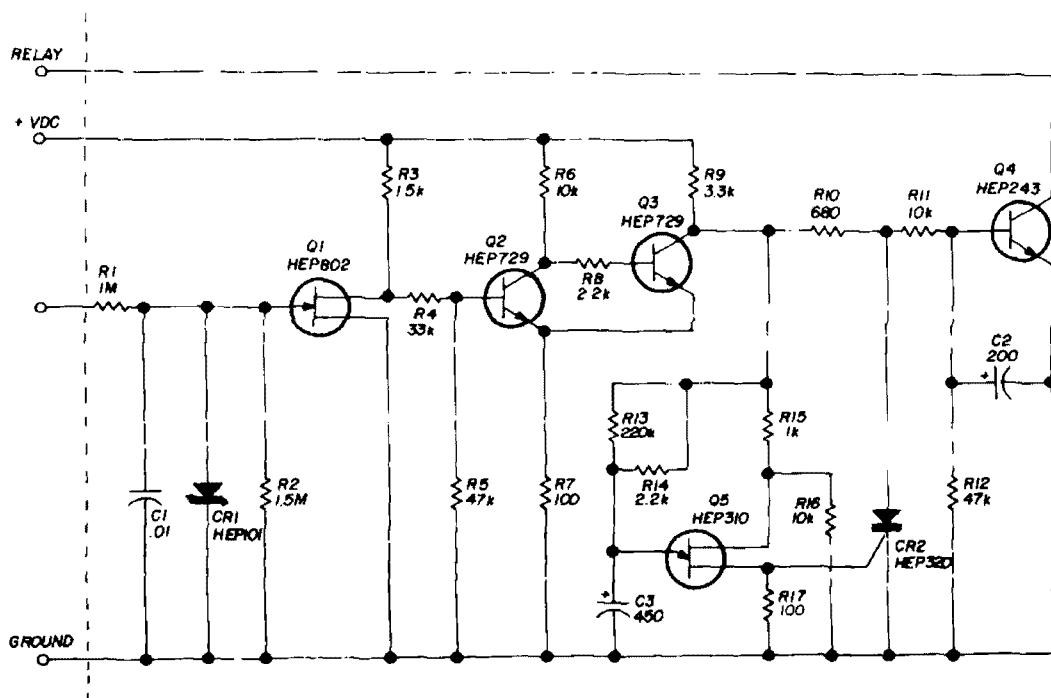 RELAY
+ VDC
R3
1.5k
R6
10k
R9
3.3k
Q4
HEP243
R10
680
R11
10k
Q3
HEP729
Q1
HEP802
Q2
HEP729
R1
1M
R8
2.2k
R4
33k
C2
200
+
R13
220k
R15
1k
R14
2.2k
R2
1.5M
R5
47k
R7
100
R12
47k
Q5
HEP310
R16
10k
C1
.01
CR1
HEP101
CR2
HEP320
+
C3
450
R17
100
GROUND